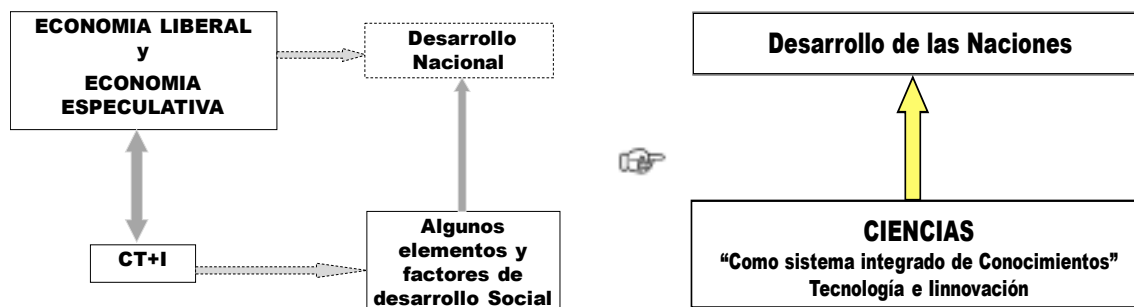 ECONOMIA LIBERAL
y
ECONOMIA
ESPECULATIVA
Desarrollo
Nacional
CT+I
Algunos
elementos y
factores de
desarrollo Social
Desarrollo de las Naciones
CIENCIAS
“Como sistema integrado de Conocimientos”
Tecnología e Iinnovación